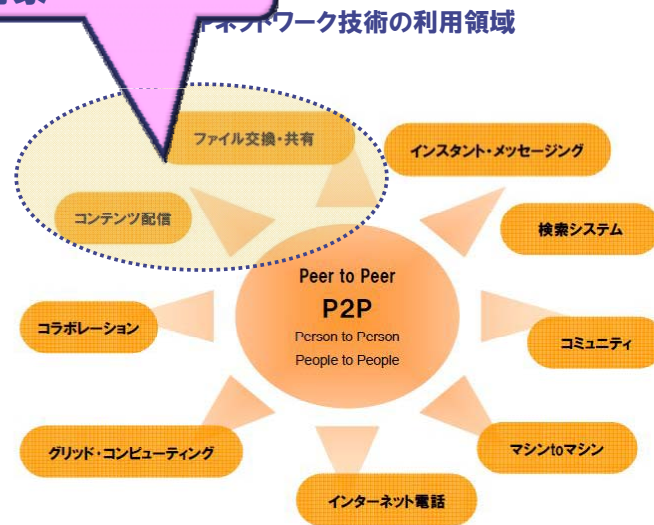 ネットワーク技術の利用領域
ファイル交換・共有
インスタント・メッセージング
コンテンツ配信
検索システム
Peer to Peer
P2P
Person to Person
People to People
コラボレーション
コミュニティ
グリッド・コンピューティング
マシンtoマシン
インターネット電話